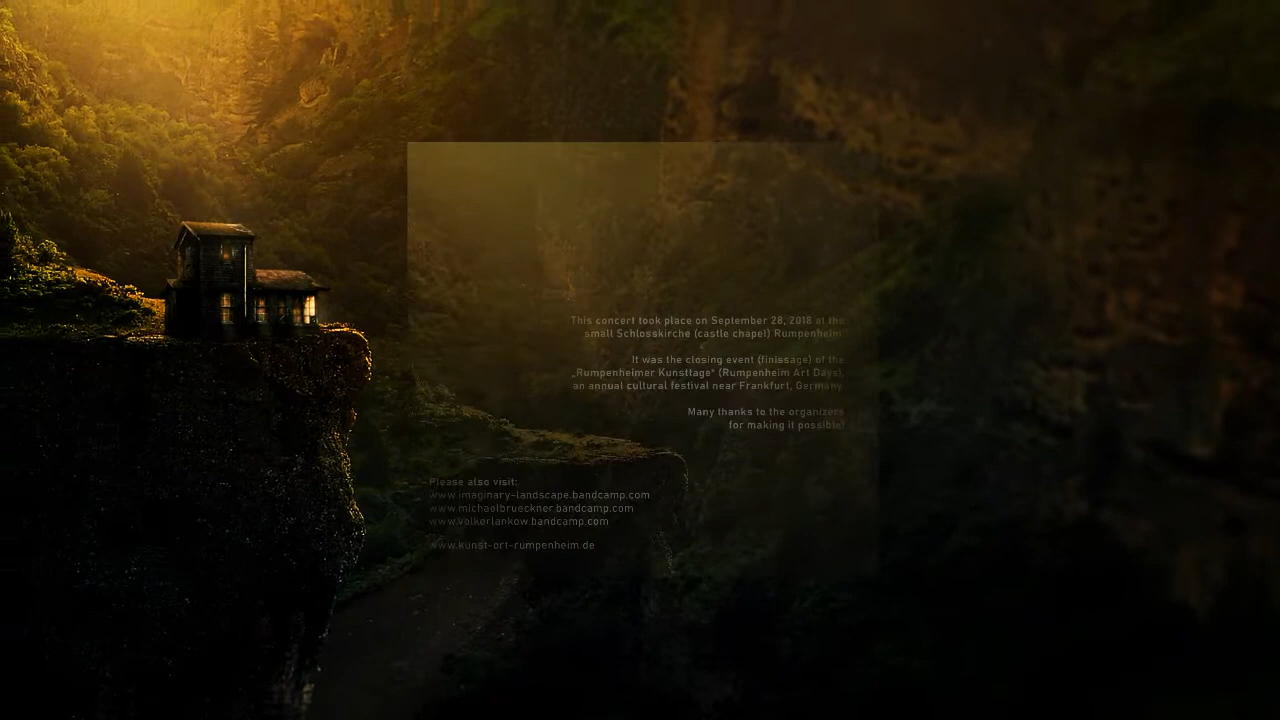 This concert took place on September 28, 2018 at the
small Schlosskirche (castle chapel) Rumpenheim.
It was the closing event (finissage) of the
„Rumpenheimer Kunsttage" (Rumpenheim Art Days),
an annual cultural festival near Frankfurt, Germany.
Many thanks to the organizers
for making it possible!
Please also visit:
www.imaginary-landscape.bandcamp.com
www.michaelbrueckner.bandcamp.com
www.volkerlankow.bandcamp.com
www.kunst-ort-rumpenheim.de